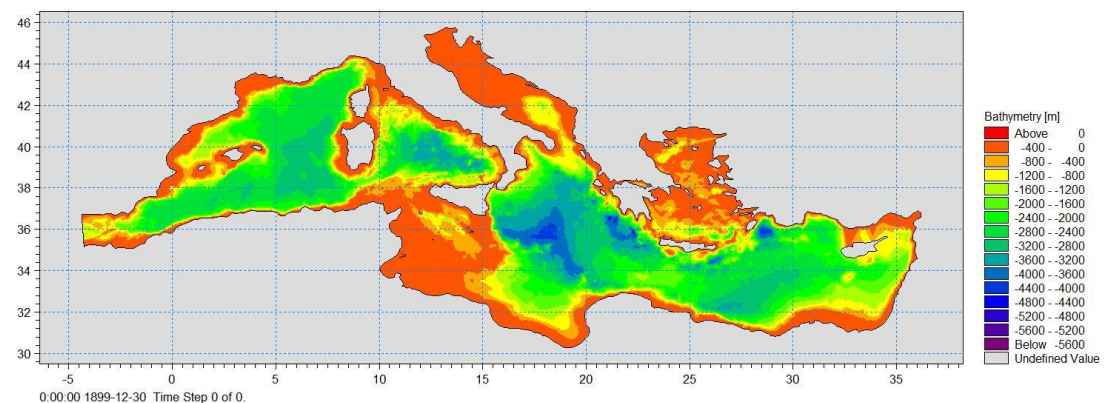 46
44
42
40
38
36
34
32
30
-5 0 5 10 15 20 25 30 35
0:00:00 1899-12-30 Time Step 0 of 0.
Bathymetry [m]
Above 0
-400 - 0
-800 - -400
-1200 - -800
-1600 - -1200
-2000 - -1600
-2400 - -2000
-2800 - -2400
-3200 - -2800
-3600 - -3200
-4000 - -3600
-4400 - -4000
-4800 - -4400
-5200 - -4800
-5600 - -5200
Below -5600
Undefined Value